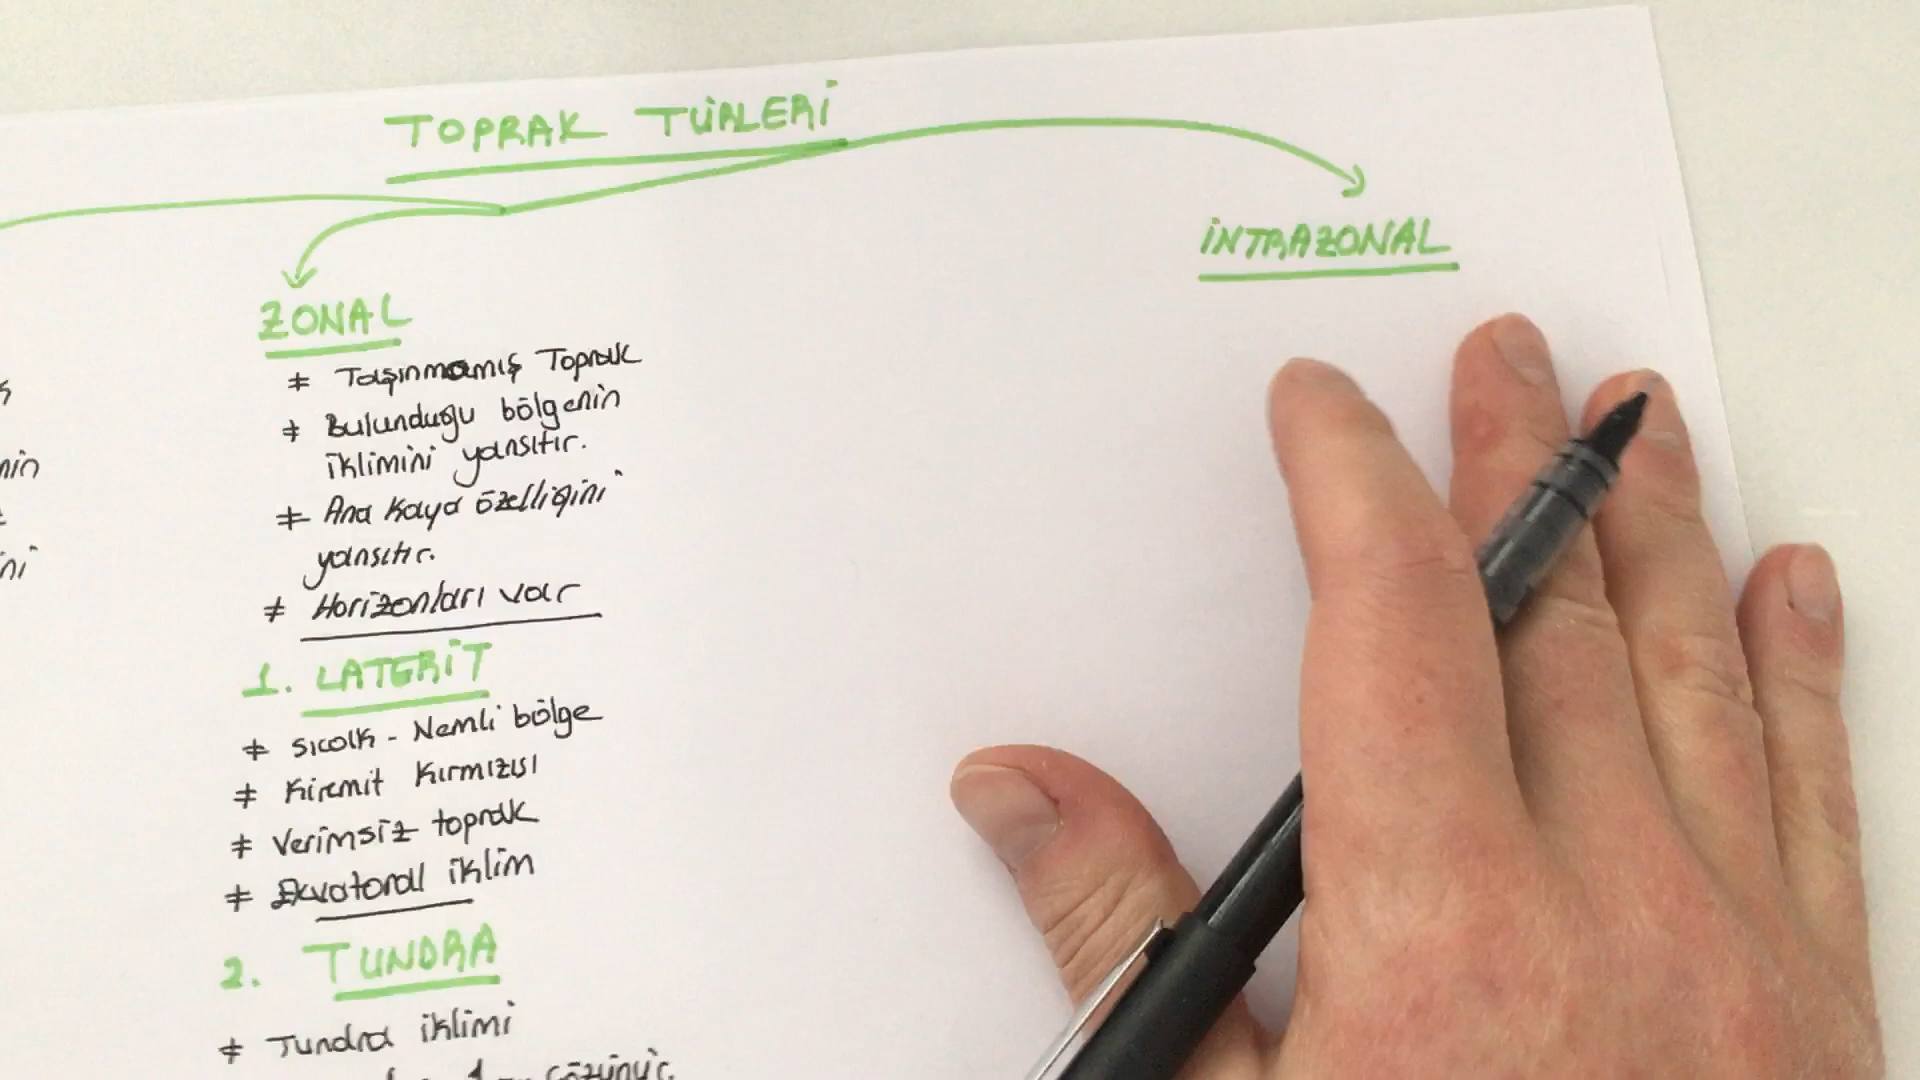 TOPRAK TÜRLERİ
İNTRAZONAL
ZONAL
# Taşınmamış Toprak
# Bulunduğu bölgenin
iklimini yansıtır.
# Ana kaya özelliğini
yansıtır.
# Horizonları var
1. LATERİT
# sıcak - Nemli bölge
# Kiremit kırmızısı
# Verimsiz toprak
# Ekvatoral iklim
2. TUNDRA
# Tundra iklimi